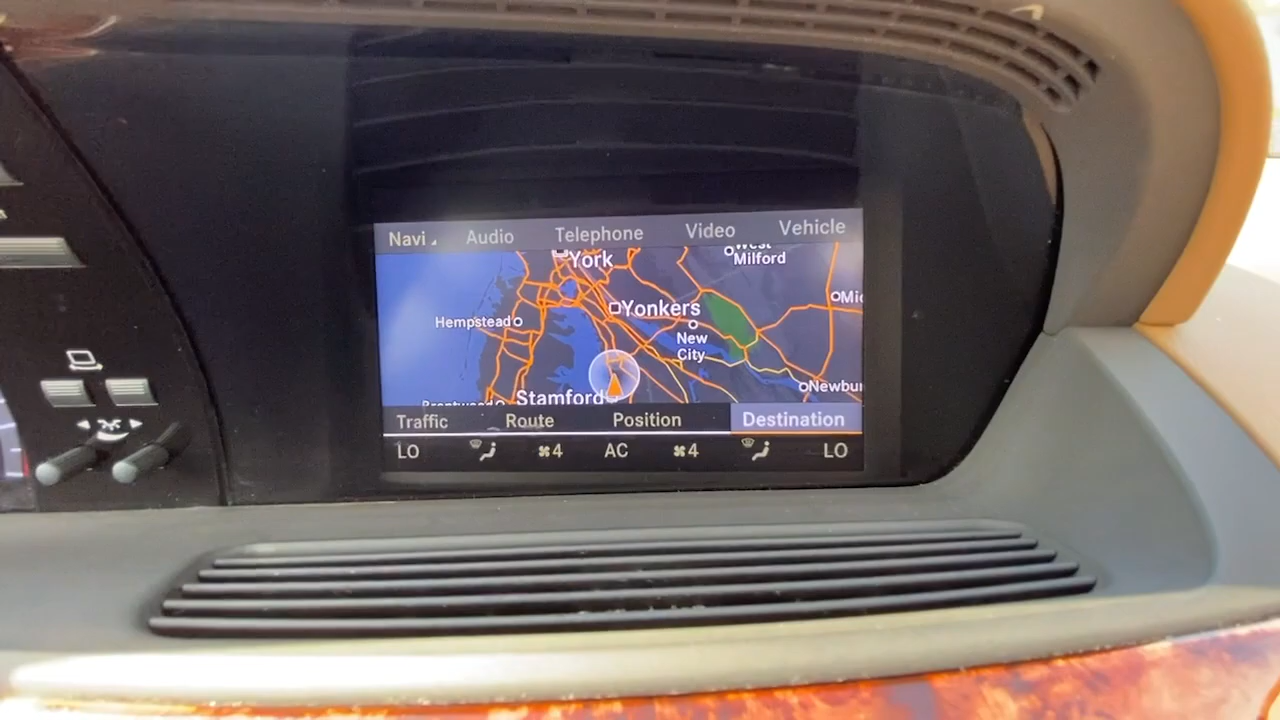 Navi Audio Telephone Video Vehicle
York
West
Milford
Yonkers
Hempstead
New
City
Stamford
Traffic Route Position Destination
LO 4 AC 4 LO